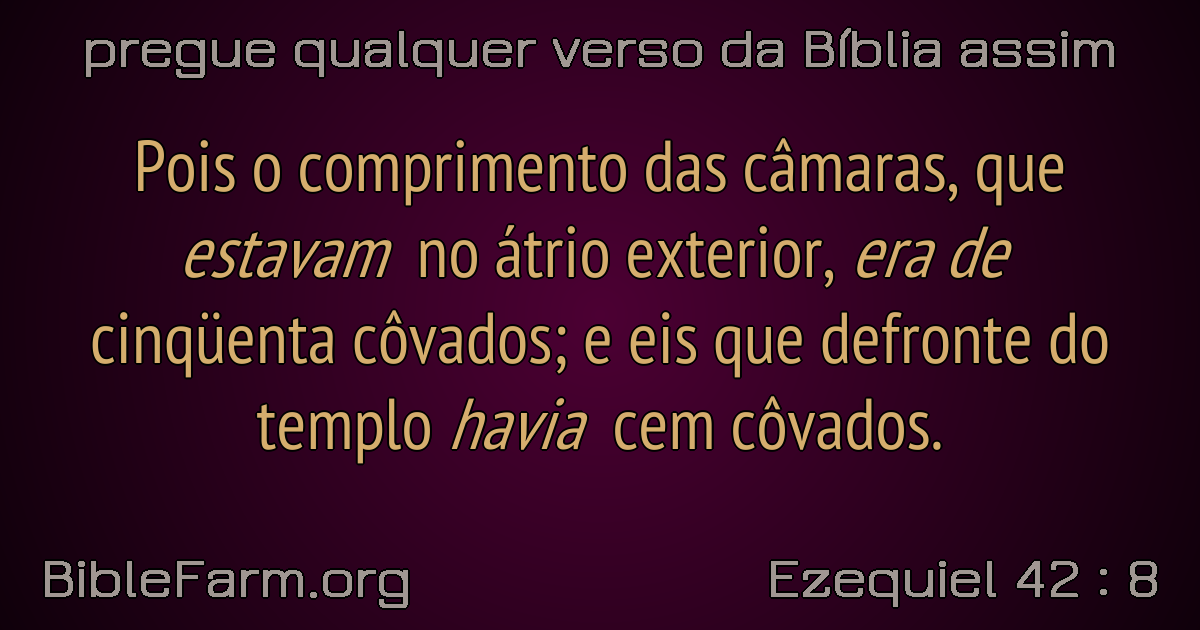 pregue qualquer verso da Bíblia assim
Pois o comprimento das câmaras, que
estavam no átrio exterior, era de
cinqüenta côvados; e eis que defronte do
templo havia cem côvados.
BibleFarm.org
Ezequiel 42 : 8